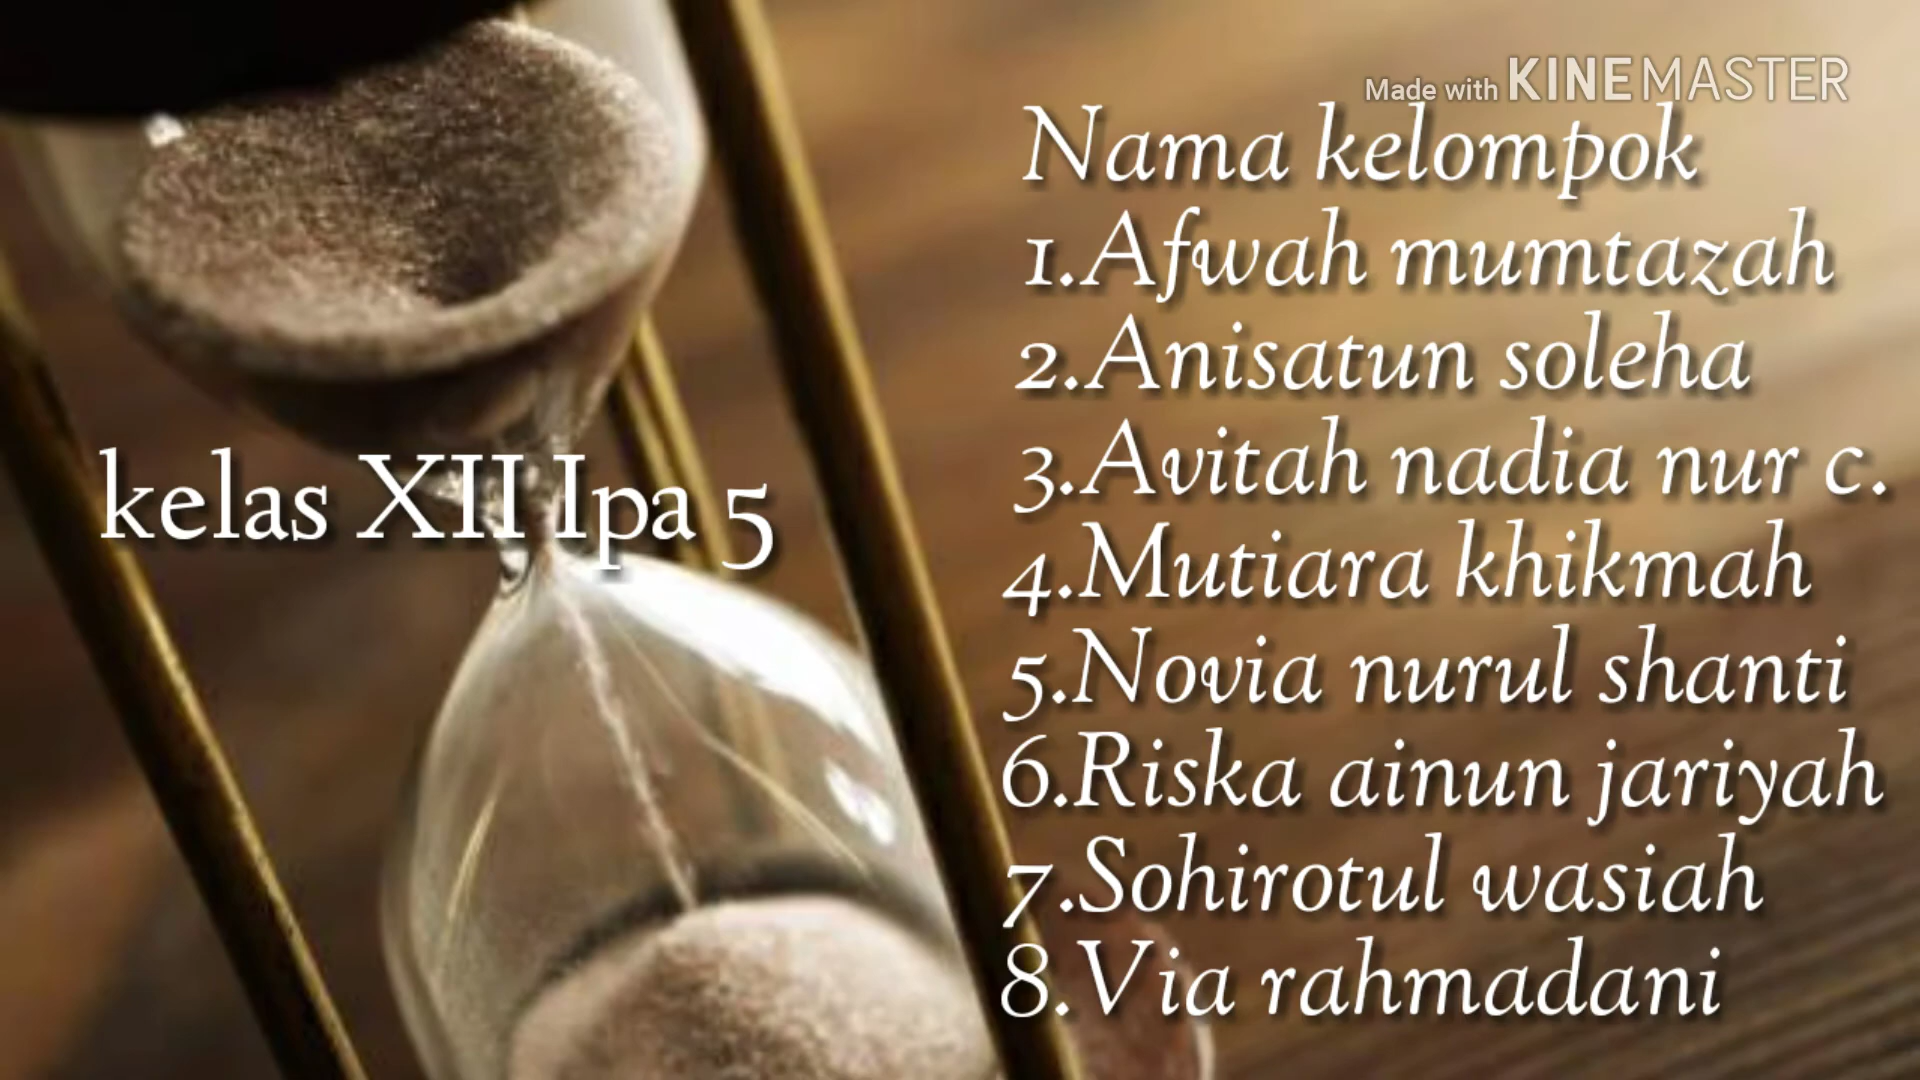 Made with KINEMASTER
Nama kelompok
1.Afwah mumtazah
2.Anisatun soleha
3.Avitah nadia nur c.
4.Mutiara khikmah
5.Novia nurul shanti
6.Riska ainun jariyah
7.Sohirotul wasiah
8.Via rahmadani
kelas XII Ipa 5